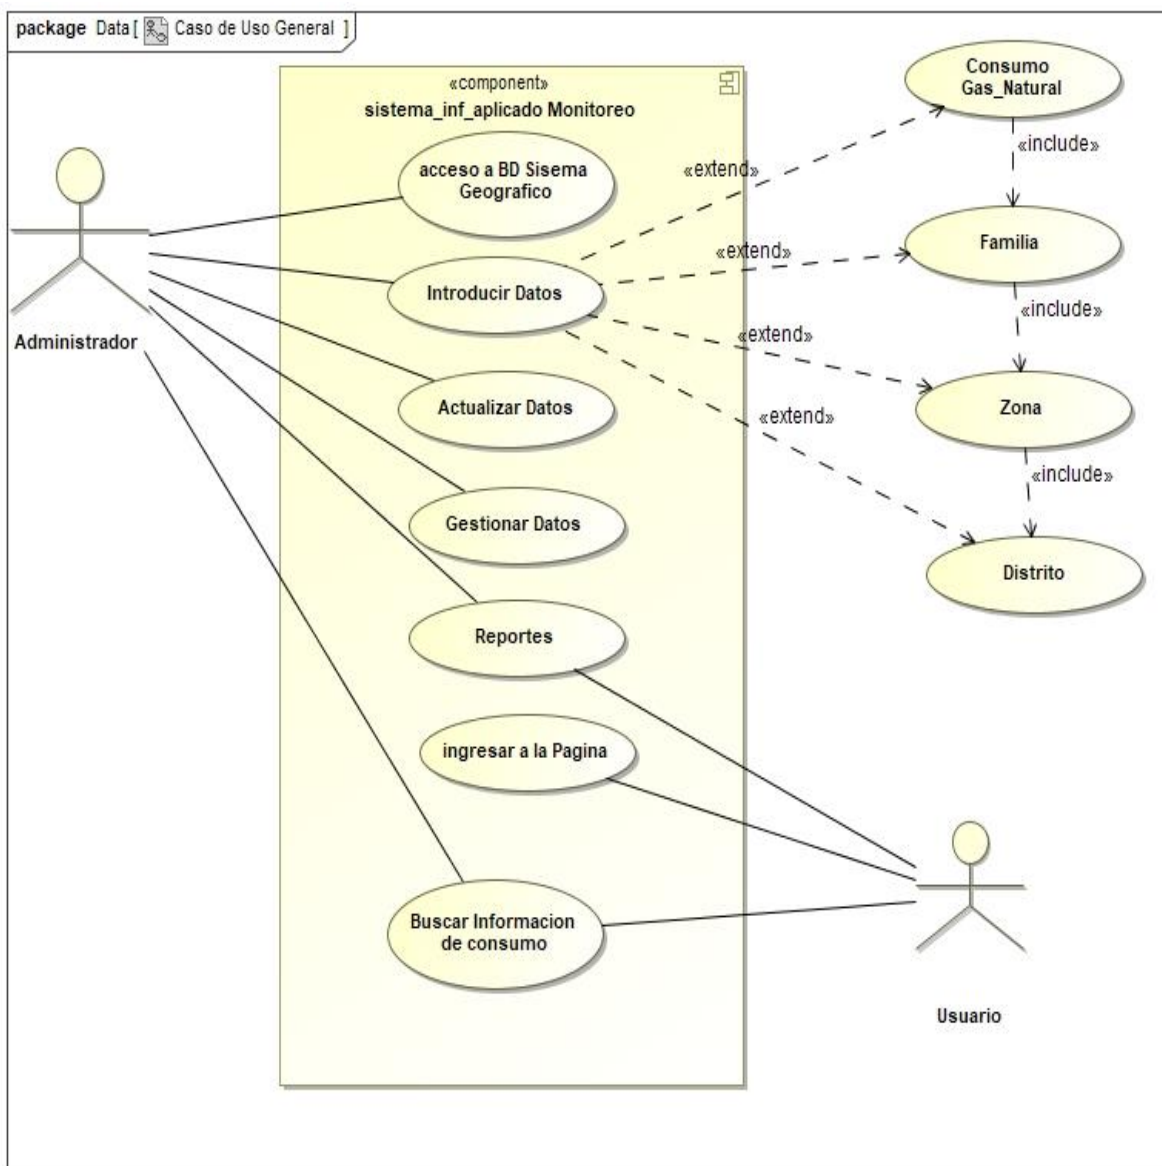 package Data [ Caso de Uso General ]
«component»
sistema_inf_aplicado Monitoreo
acceso a BD Sisema
Geografico
Introducir Datos
Actualizar Datos
Gestionar Datos
Reportes
ingresar a la Pagina
Buscar Informacion
de consumo
Administrador
«extend»
«extend»
«extend»
«extend»
Consumo
Gas_Natural
«include»
Familia
«include»
Zona
«include»
Distrito
Usuario